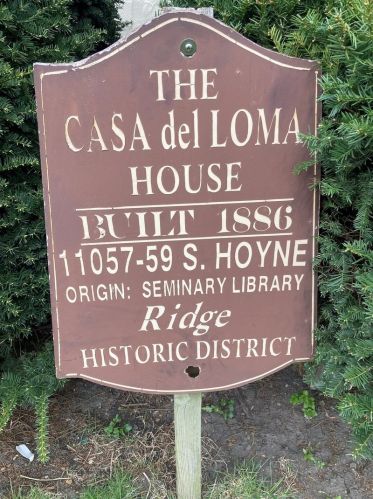 THE
CASA del LOMA
HOUSE
BUILT 1886
11057-59 S. HOYNE
ORIGIN: SEMINARY LIBRARY
Ridge
HISTORIC DISTRICT